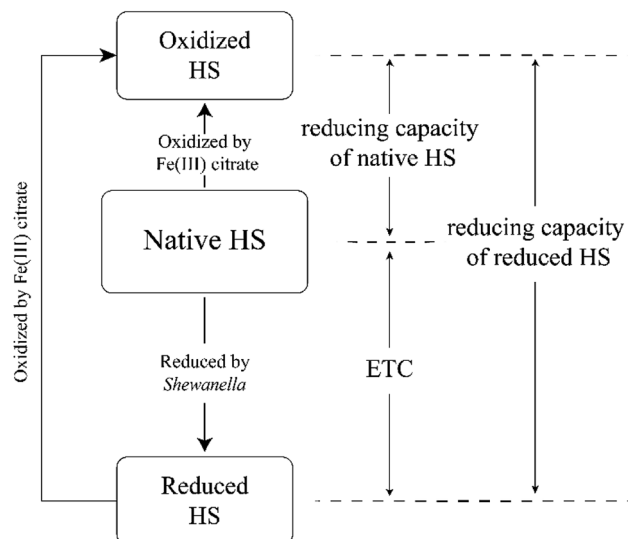 Oxidized
HS
Oxidized by
Fe(III) citrate
reducing capacity
of native HS
Native HS
reducing capacity
of reduced HS
Oxidized by Fe(III) citrate
Reduced by
Shewanella
ETC
Reduced
HS